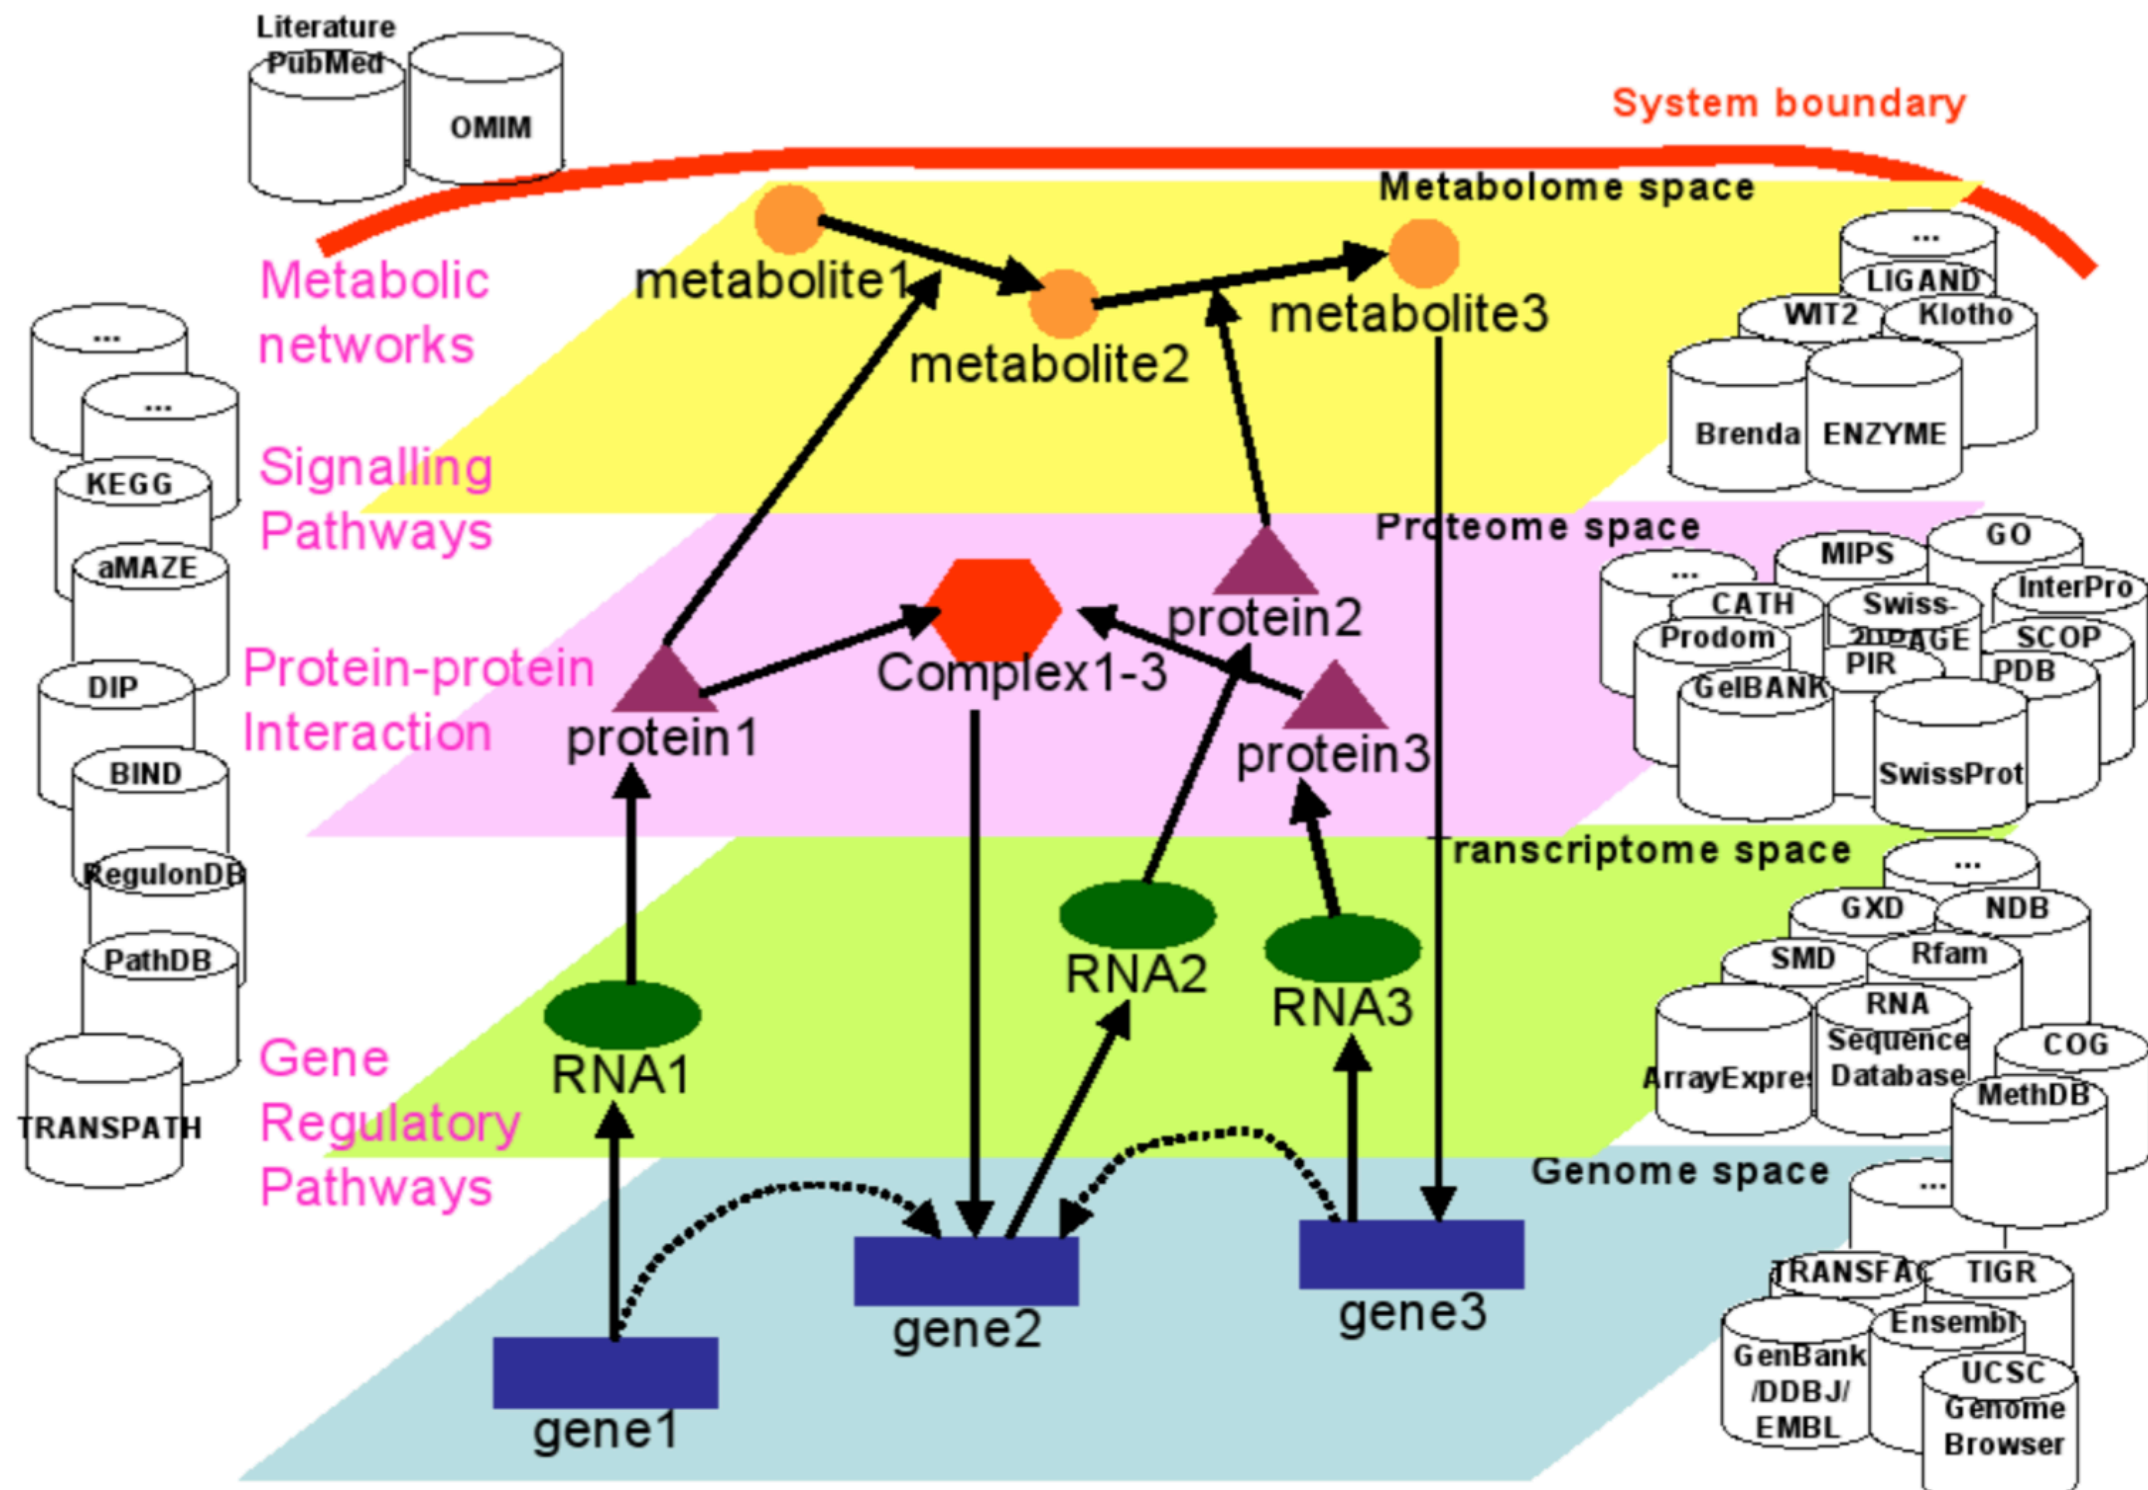 Literature
PubMed
OMIM
System boundary
Metabolome space
metabolite1
metabolite2
metabolite3
Metabolic
networks
Signalling
Pathways
Protein-protein
Interaction
Gene
Regulatory
Pathways
...
...
KEGG
aMAZE
DIP
BIND
RegulonDB
PathDB
TRANSPATH
...
LIGAND
WIT2
Klotho
Brenda
ENZYME
Proteome space
protein1
Complex1-3
protein2
protein3
...
MIPS
GO
CATH
Swiss-
2DPAGE
InterPro
Prodom
PIR
SCOP
GelBANK
PDB
SwissProt
ranscriptome space
RNA1
RNA2
RNA3
...
GXD
NDB
SMD
Rfam
ArrayExpres
RNA
Sequence
Database
COG
MethDB
Genome space
gene1
gene2
gene3
...
TRANSFAC
TIGR
GenBank
/DDBJ/
EMBL
Ensembl
UCSC
Genome
Browser